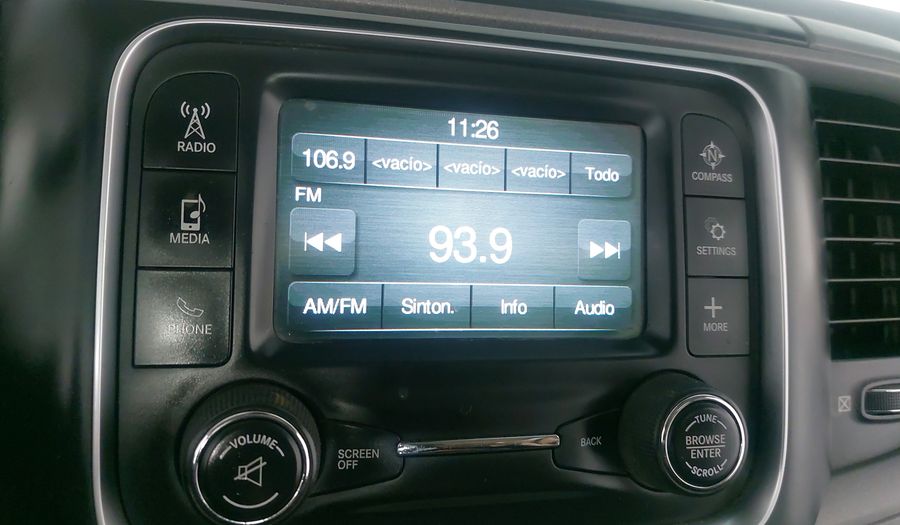 11:26
RADIO
106.9 <vacío> <vacío> <vacío> Todo
N
COMPASS
FM
MEDIA
93.9
SETTINGS
PHONE
AM/FM Sinton. Info Audio
MORE
VOLUME
SCREEN
OFF
BACK
TUNE
BROWSE
ENTER
SCROLL